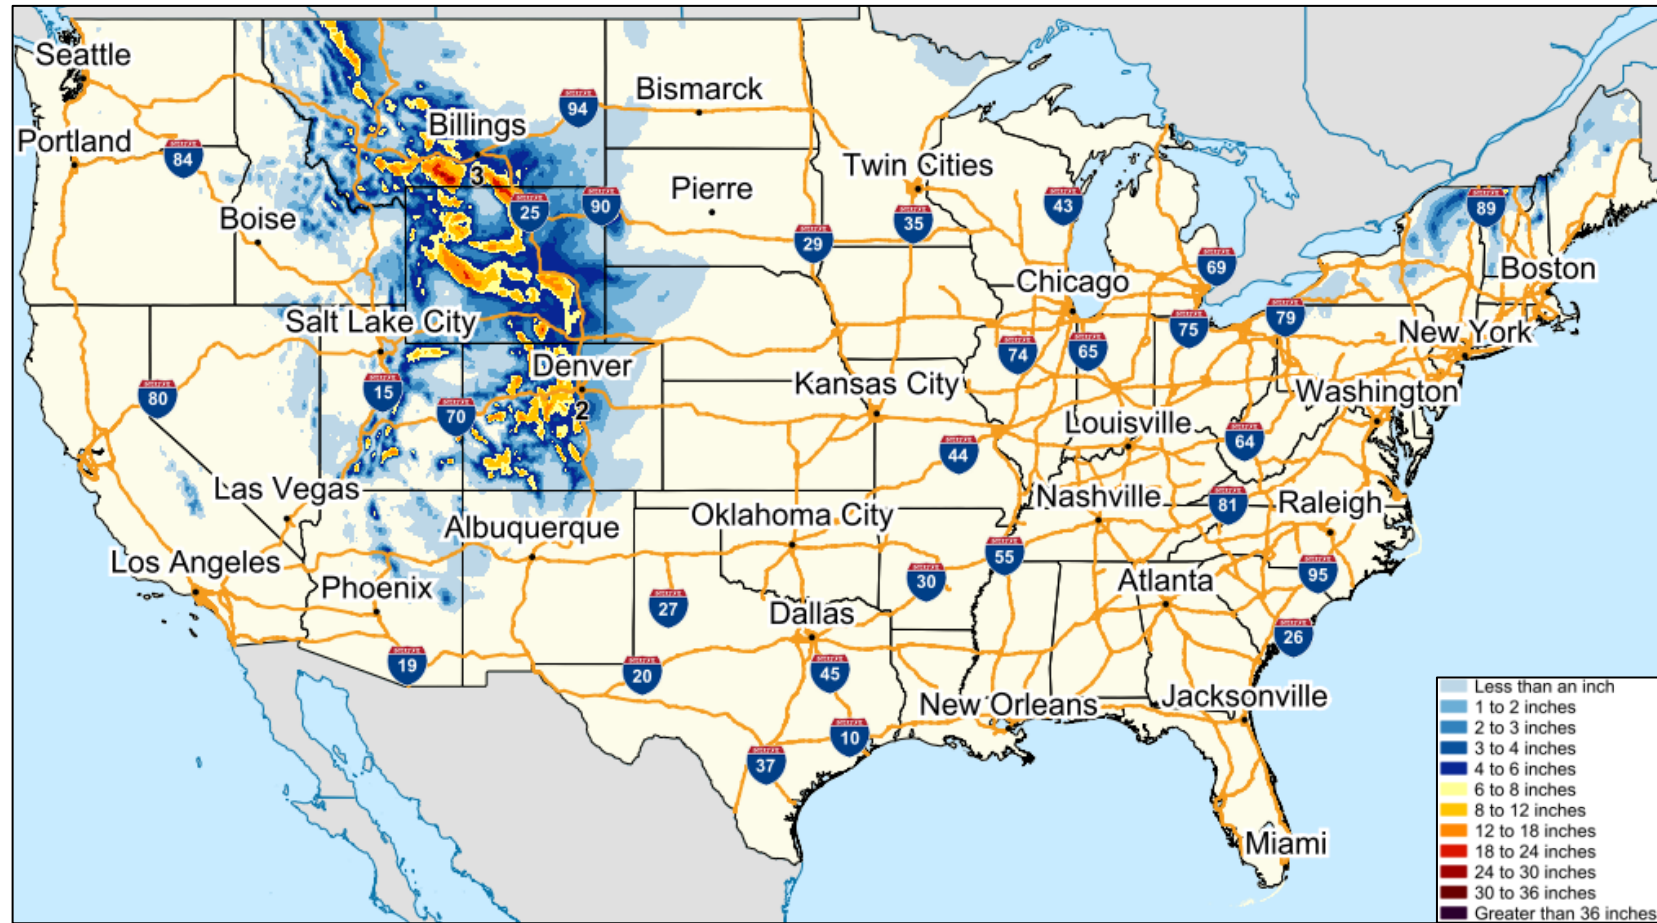 Seattle
94
Bismarck
Billings
Portland
84
Twin Cities
3
Pierre
25
90
43
89
Boise
35
29
69
Boston
Chicago
Salt Lake City
79
75
New York
74
65
Denver
15
Kansas City
Washington
80
70
2
Louisville
64
44
Las Vegas
Nashville
81
Raleigh
Albuquerque
Oklahoma City
55
Los Angeles
30
95
Atlanta
Phoenix
27
Dallas
26
19
20
45
New Orleans
Jacksonville
10
37
Miami
Less than an inch
1 to 2 inches
2 to 3 inches
3 to 4 inches
4 to 6 inches
6 to 8 inches
8 to 12 inches
12 to 18 inches
18 to 24 inches
24 to 30 inches
30 to 36 inches
Greater than 36 inches